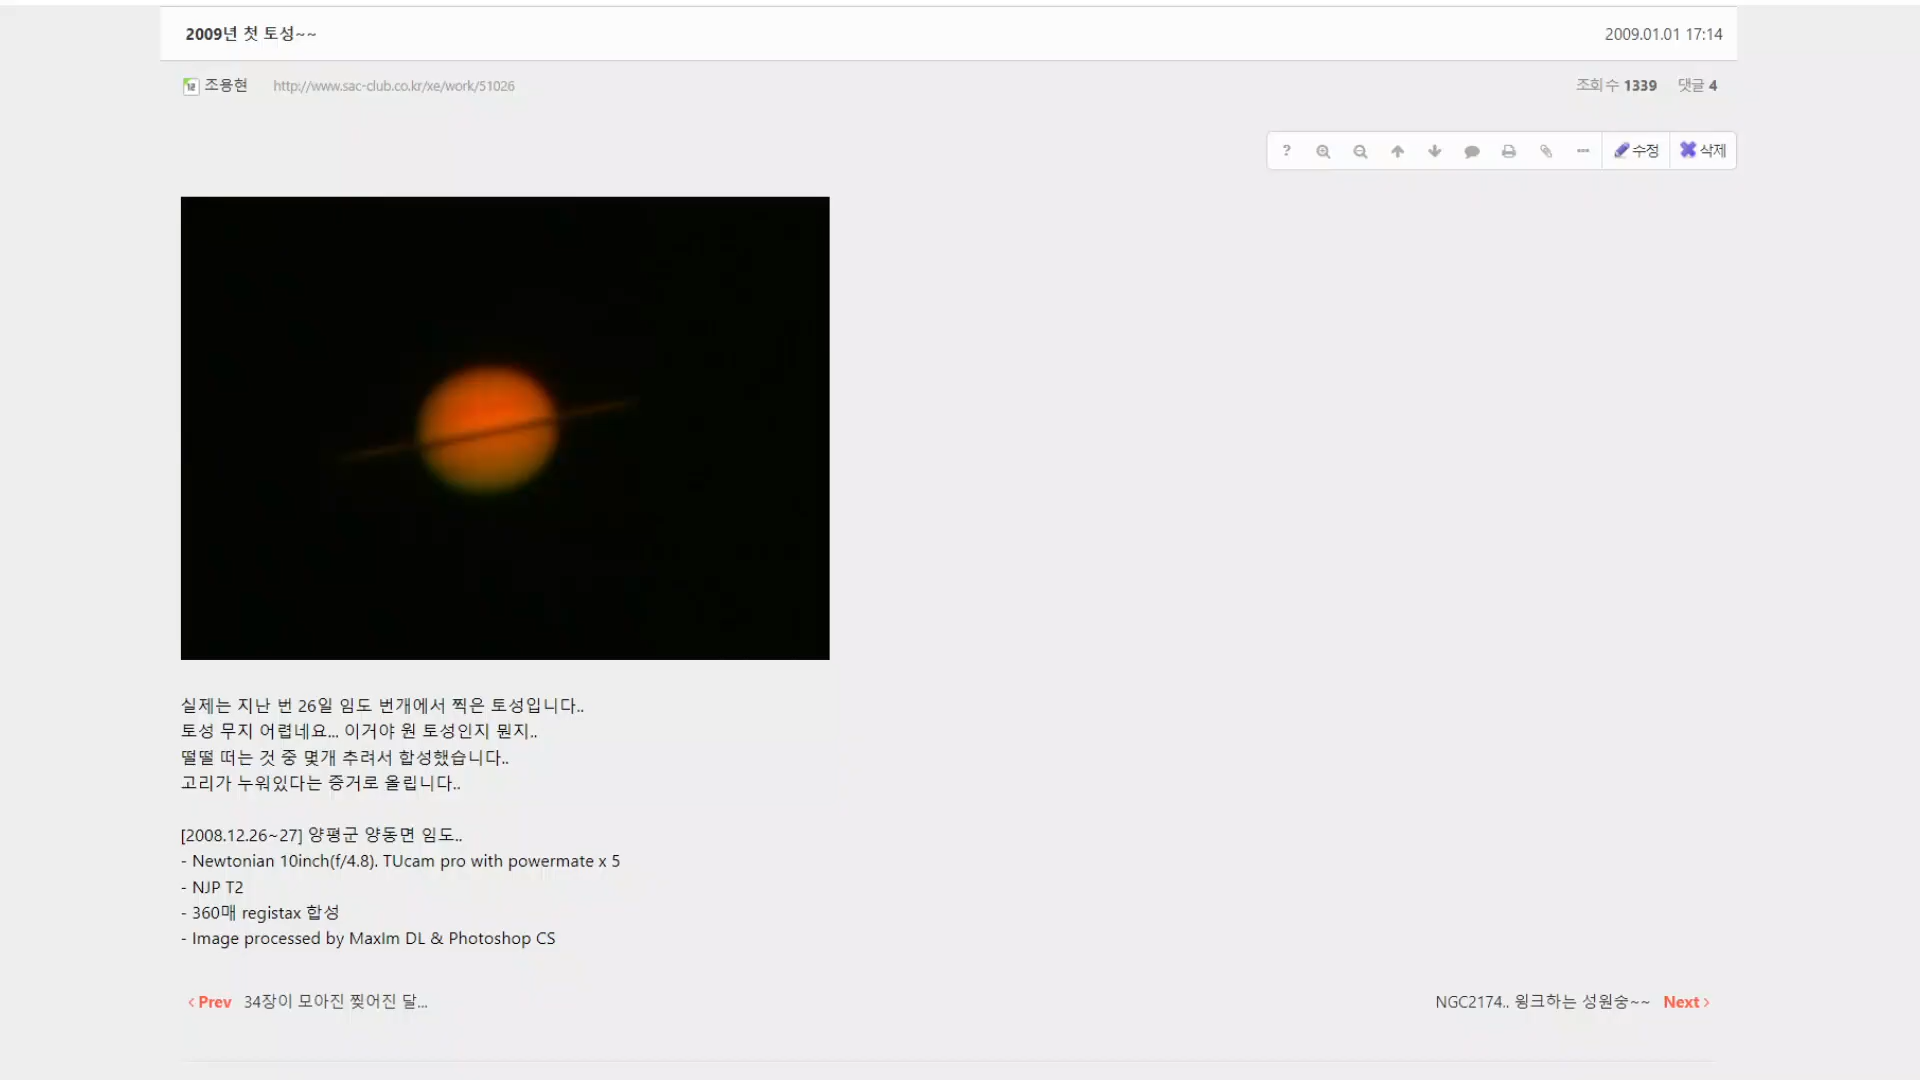 2009년 첫 토성~~
2009.01.01 17:14
조용현 http://www.sac-club.co.kr/xe/work/51026
조회 수 1339 댓글 4
? 수정 삭제
실제는 지난 번 26일 임도 번개에서 찍은 토성입니다..
토성 무지 어렵네요... 이거야 원 토성인지 뭔지..
떨떨 떠는 것 중 몇개 추려서 합성했습니다..
고리가 누워있다는 증거로 올립니다..
[2008.12.26~27] 양평군 양동면 임도..
- Newtonian 10inch(f/4.8). TUcam pro with powermate x 5
- NJP T2
- 360매 registax 합성
- Image processed by MaxIm DL & Photoshop CS
‹ Prev 34장이 모아진 찢어진 달...
NGC2174.. 윙크하는 성원숭~~ Next ›